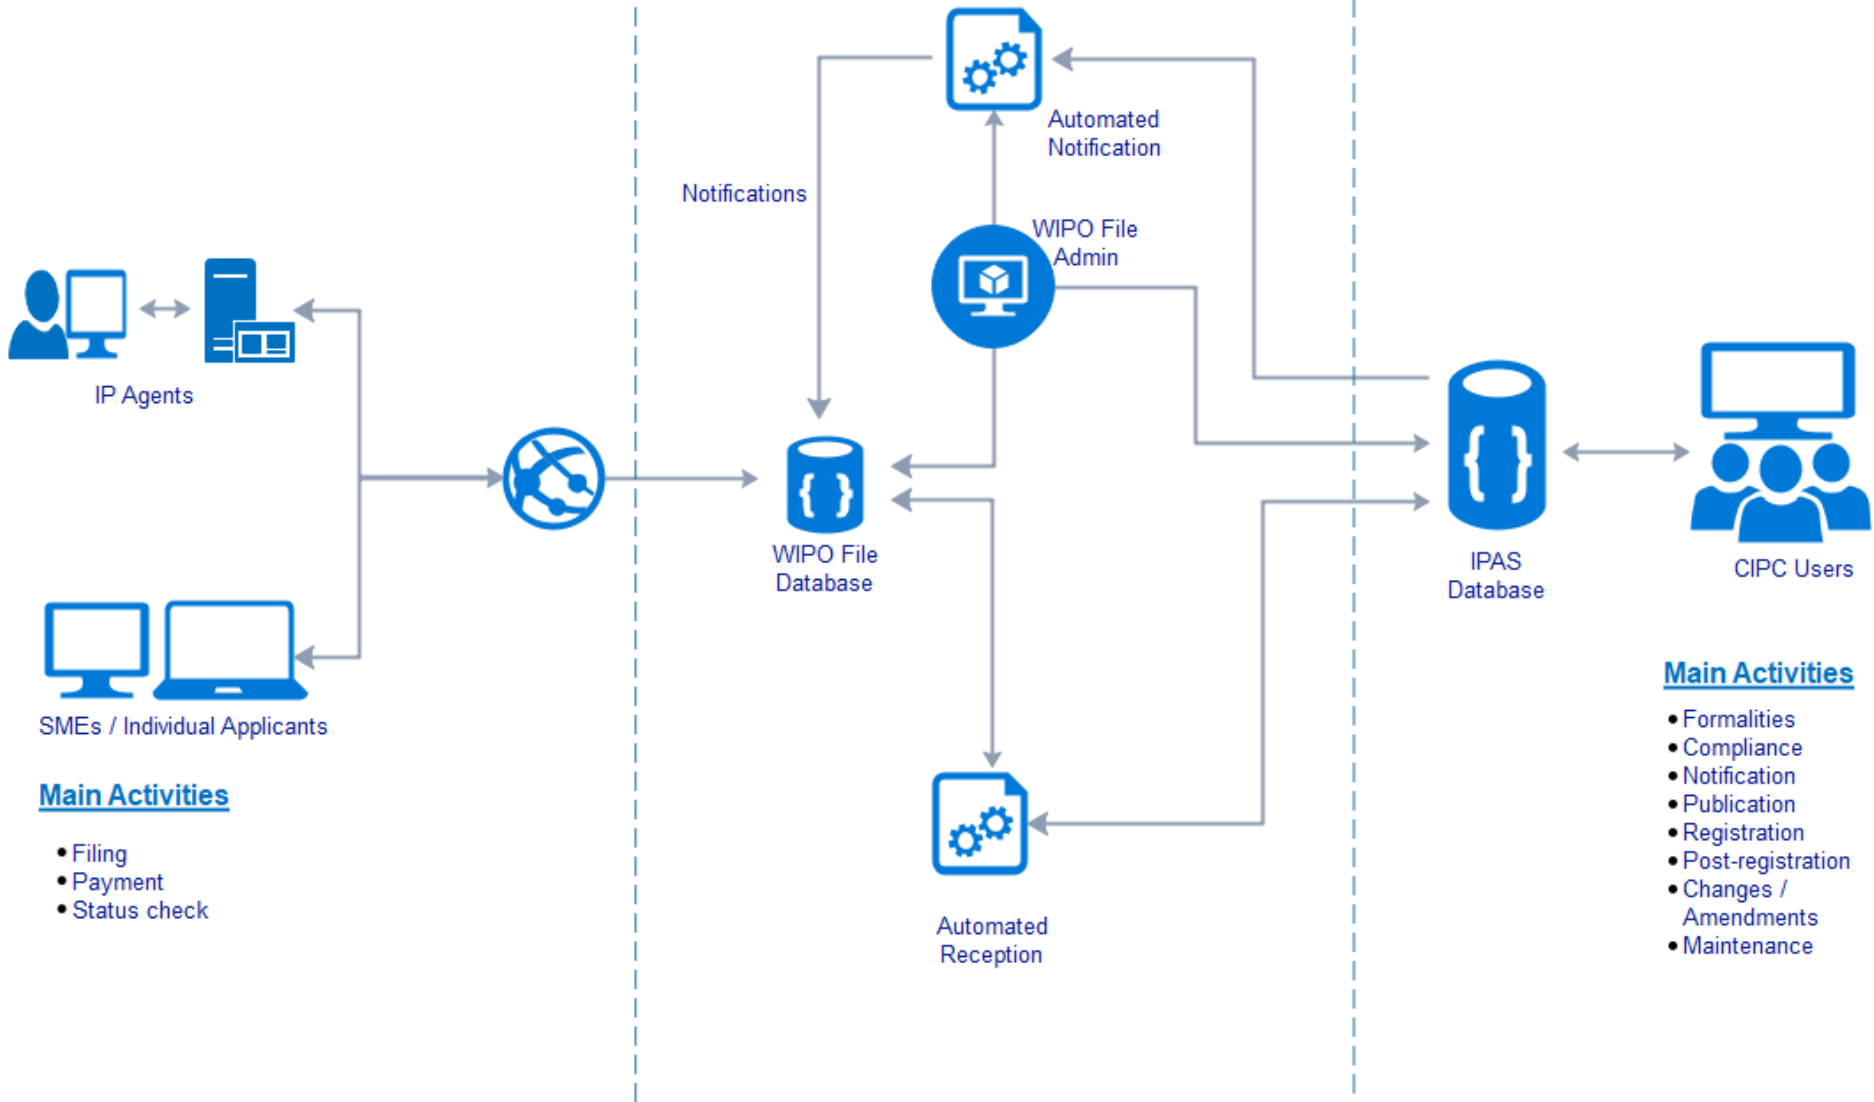 Automated
Notification
Notifications
WIPO File
Admin
IP Agents
WIPO File
Database
IPAS
Database
CIPC Users
SMEs / Individual Applicants
Main Activities
Filing
Payment
Status check
Automated
Reception
Main Activities
Formalities
Compliance
Notification
Publication
Registration
Post-registration
Changes /
Amendments
Maintenance